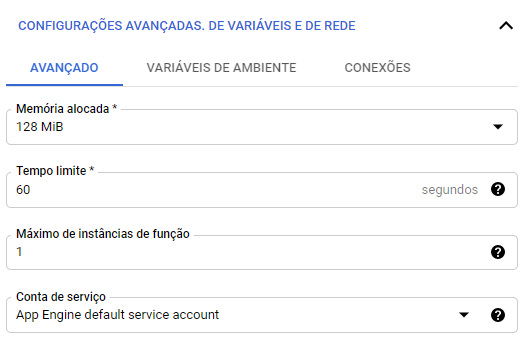 CONFIGURAÇÕES AVANÇADAS. DE VARIÁVEIS E DE REDE
AVANÇADO VARIÁVEIS DE AMBIENTE CONEXÕES
Memória alocada *
128 MiB
Tempo limite *
60 segundos
Máximo de instâncias de função
1
Conta de serviço
App Engine default service account